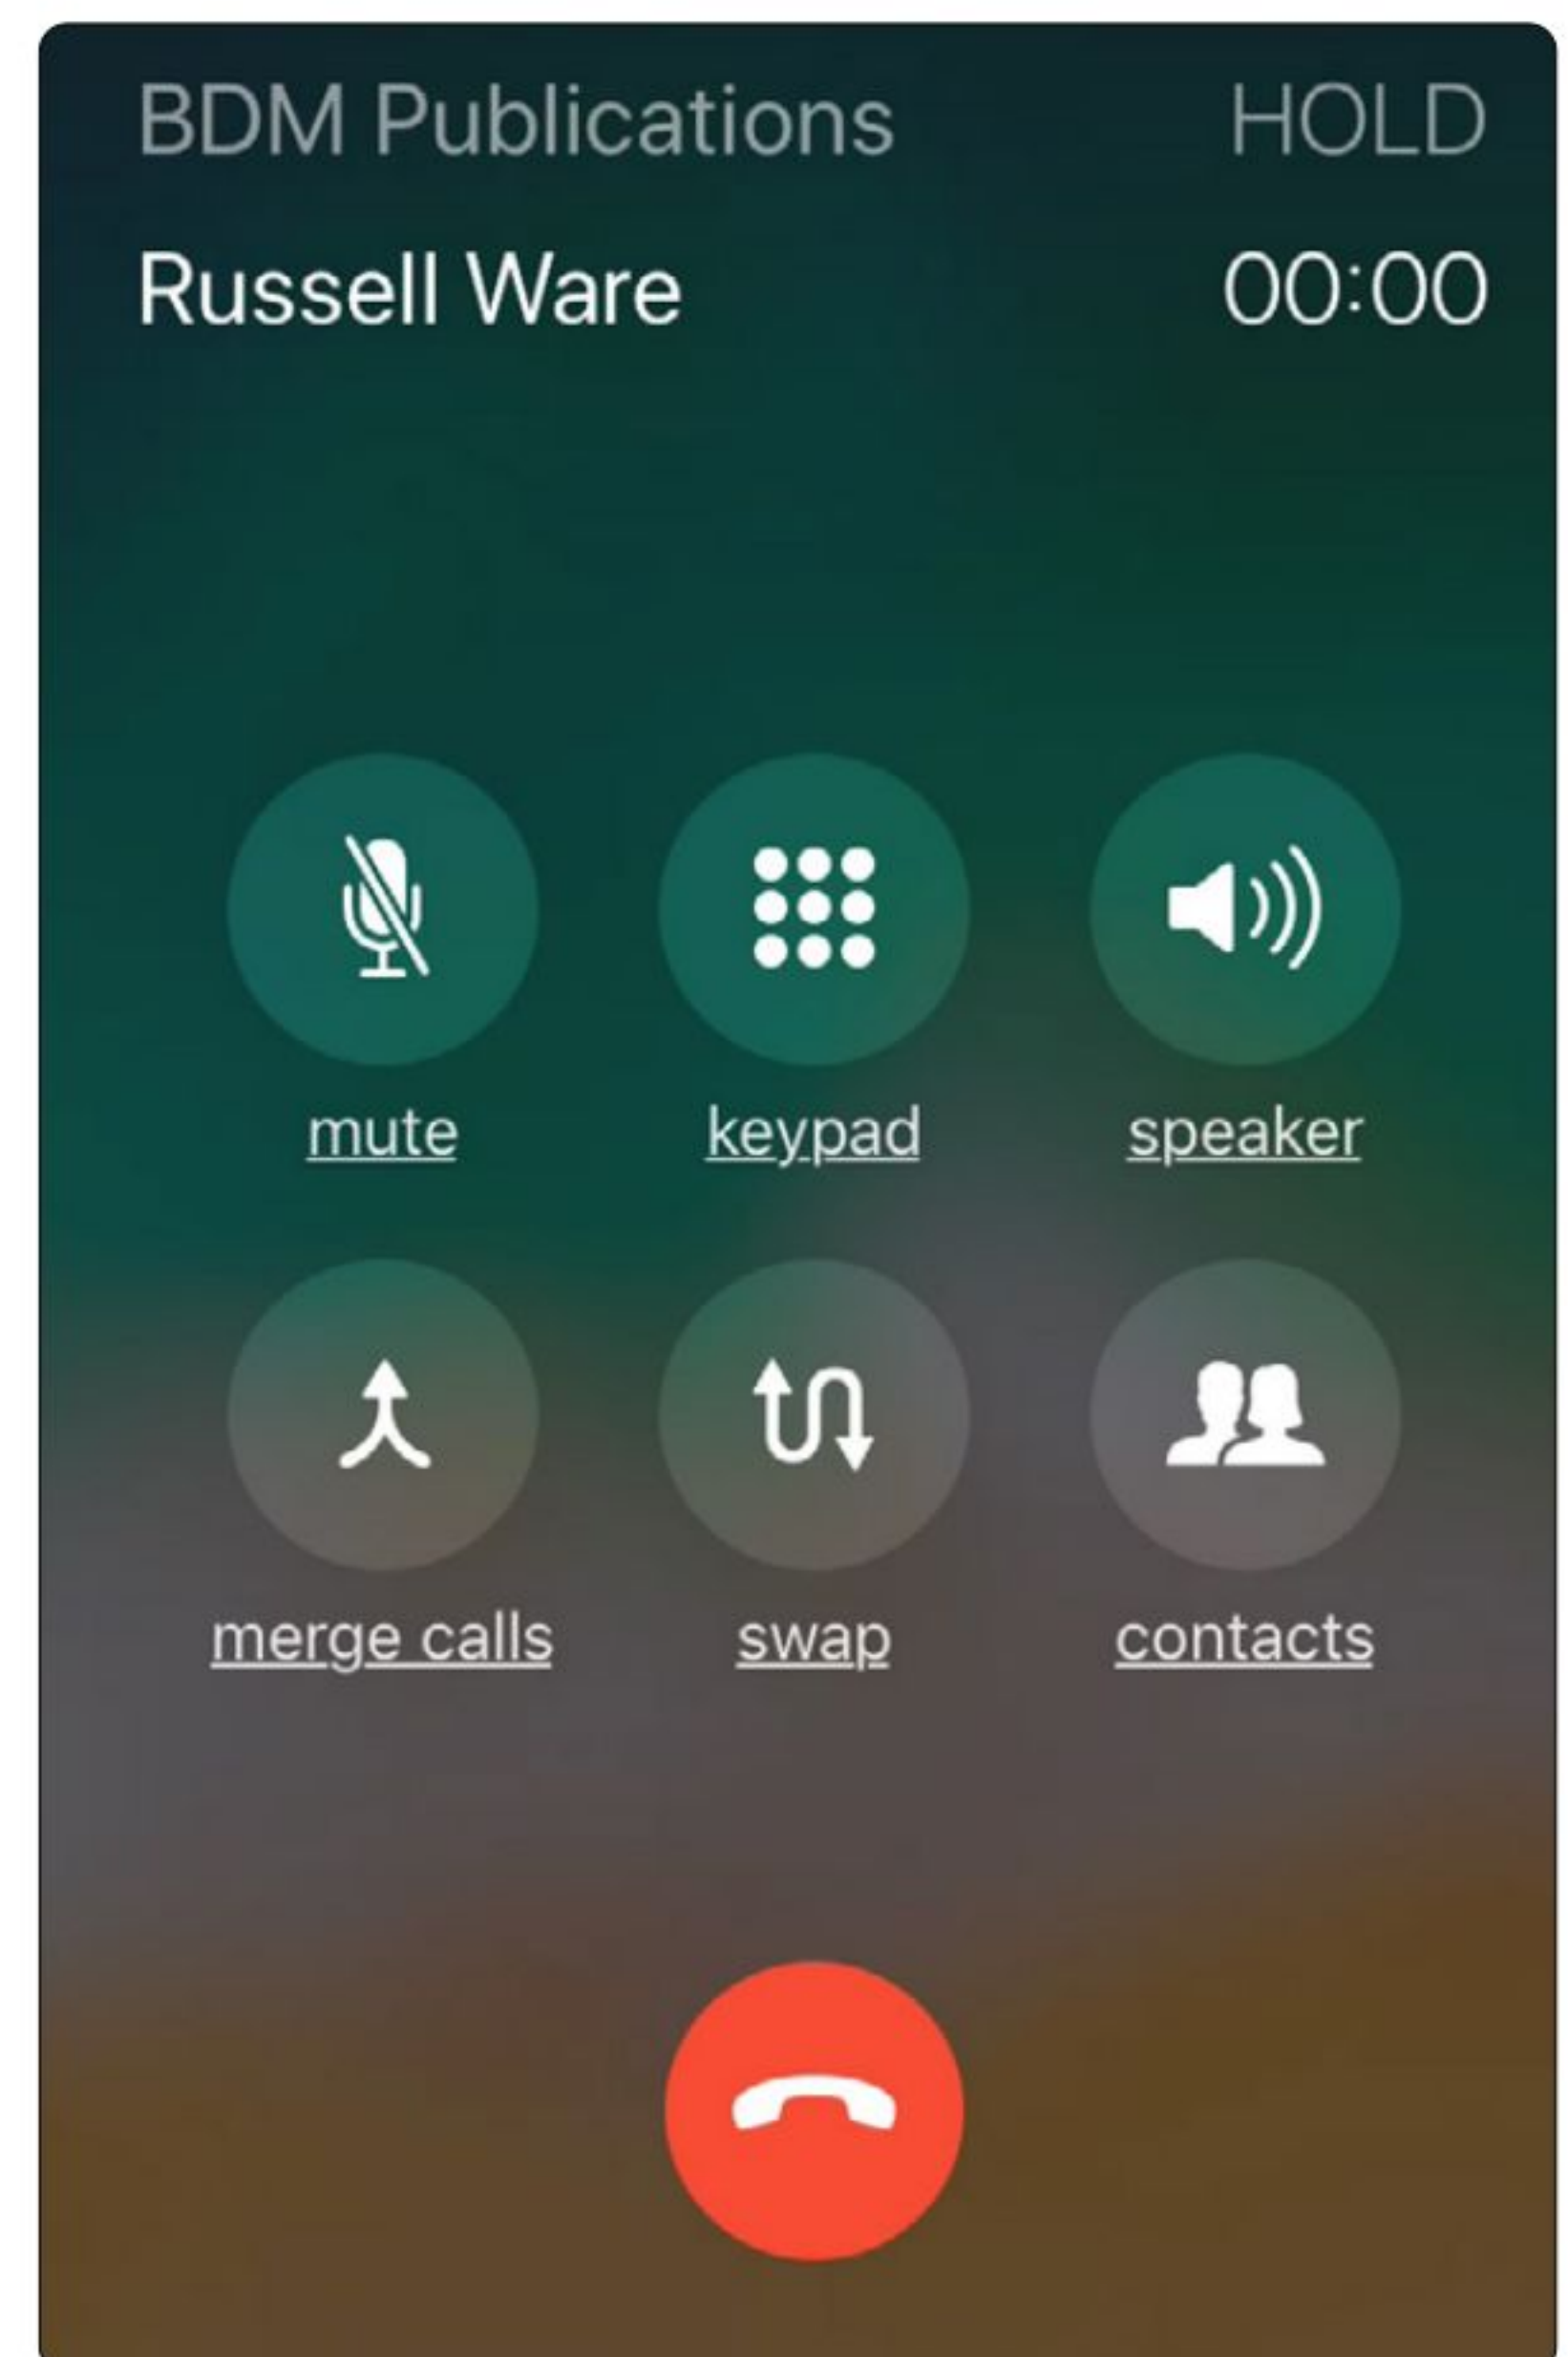 BDM Publications HOLD
Russell Ware 00:00
mute keypad speaker
merge calls swap contacts